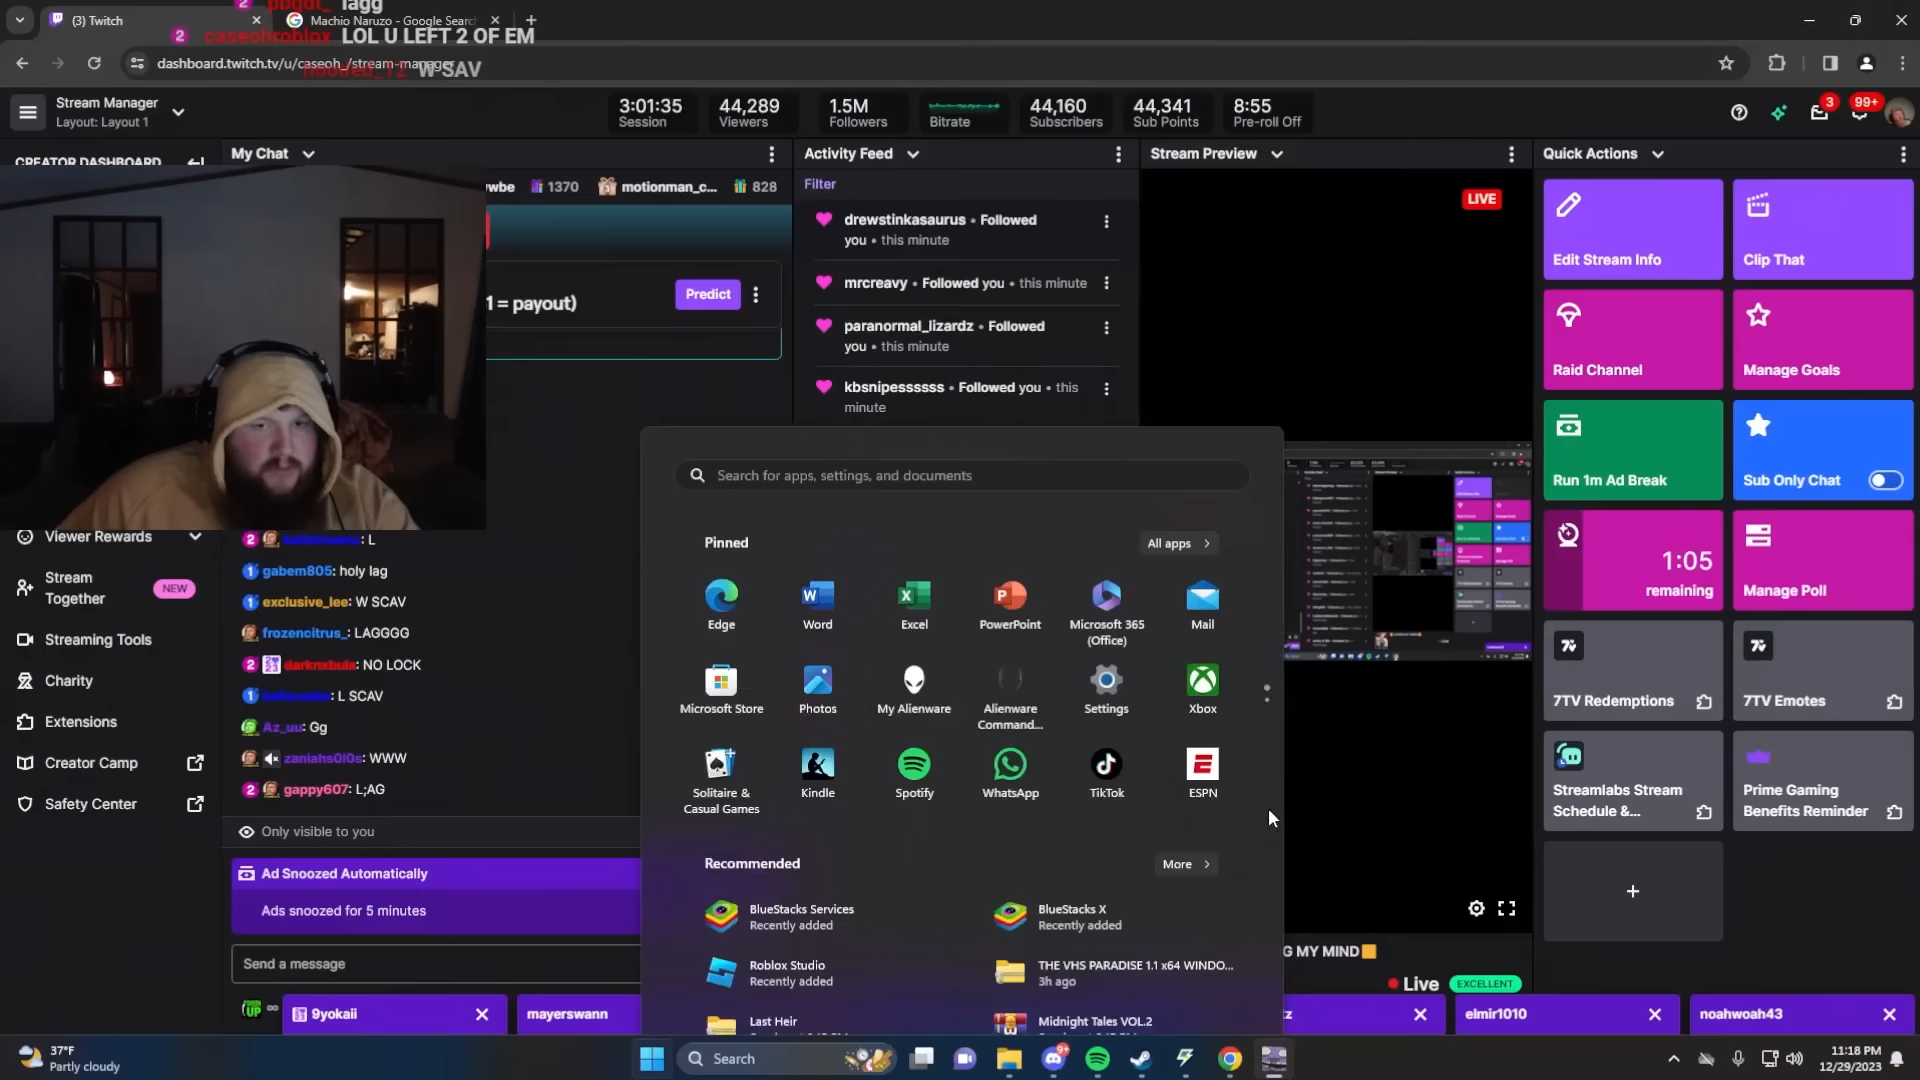 (3) Twitch
Machio Naruzo - Google Search
lagg
caseohroblox LOL U LEFT 2 OF EM
hooded_12 W SAV
dashboard.twitch.tv/u/caseoh_/stream-manager
Stream Manager
Layout: Layout 1
3:01:35
Session
44,289
Viewers
1.5M
Followers
Bitrate
44,160
Subscribers
44,341
Sub Points
8:55
Pre-roll Off
3
99+
CREATOR DASHBOARD
Viewer Rewards
Stream
Together
NEW
Streaming Tools
Charity
Extensions
Creator Camp
Safety Center
My Chat
wbe 1370 motionman_c... 828
1 = payout)
Predict
L
gabem805: holy lag
exclusive_lee: W SCAV
frozencitrus_: LAGGGG
darknxbula: NO LOCK
L SCAV
Az_uu: Gg
zaniahs0l0s: WWW
gappy607: L;AG
Only visible to you
Ad Snoozed Automatically
Ads snoozed for 5 minutes
Send a message
9yokaii
mayerswann
Activity Feed
Filter
drewstinkasaurus • Followed
you • this minute
mrcreavy • Followed you • this minute
paranormal_lizardz • Followed
you • this minute
kbsnipessssss • Followed you • this
minute
Search for apps, settings, and documents
Pinned
All apps
Edge
Word
Excel
PowerPoint
Microsoft 365
(Office)
Mail
Microsoft Store
Photos
My Alienware
Alienware
Command...
Settings
Xbox
Solitaire &
Casual Games
Kindle
Spotify
WhatsApp
TikTok
ESPN
Recommended
More
BlueStacks Services
Recently added
BlueStacks X
Recently added
Roblox Studio
Recently added
THE VHS PARADISE 1.1 x64 WINDO...
3h ago
Last Heir
Midnight Tales VOL.2
Stream Preview
LIVE
G MY MIND
Live
EXCELLENT
z
elmir1010
noahwoah43
Quick Actions
Edit Stream Info
Clip That
Raid Channel
Manage Goals
Run 1m Ad Break
Sub Only Chat
1:05
remaining
Manage Poll
7TV Redemptions
7TV Emotes
Streamlabs Stream
Schedule &...
Prime Gaming
Benefits Reminder
37°F
Partly cloudy
Search
11:18 PM
12/29/2023